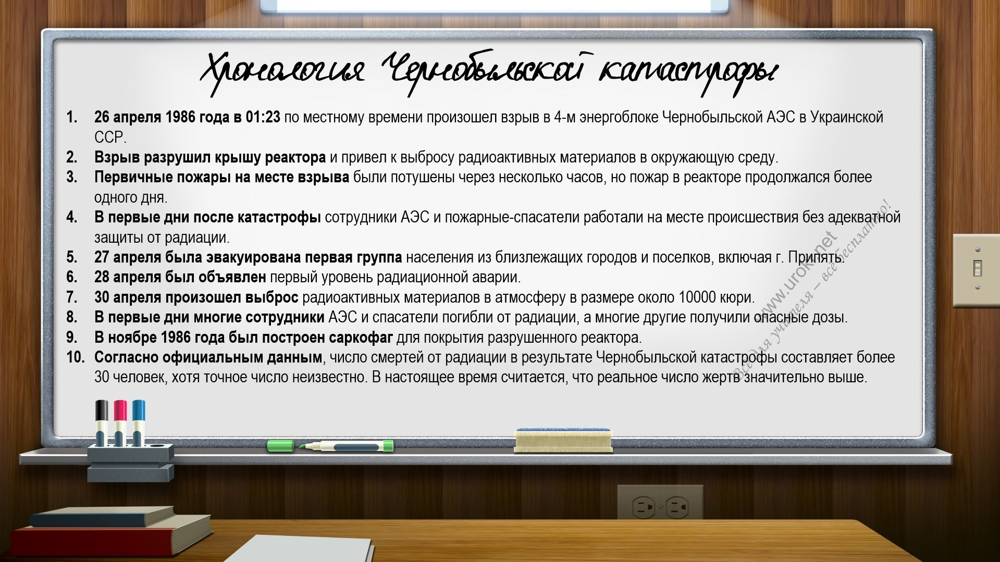 Хронология Чернобыльской катастрофы
1. 26 апреля 1986 года в 01:23 по местному времени произошел взрыв в 4-м энергоблоке Чернобыльской АЭС в Украинской
ССР.
2. Взрыв разрушил крышу реактора и привел к выбросу радиоактивных материалов в окружающую среду.
3. Первичные пожары на месте взрыва были потушены через несколько часов, но пожар в реакторе продолжался более
одного дня.
4. В первые дни после катастрофы сотрудники АЭС и пожарные-спасатели работали на месте происшествия без адекватной
защиты от радиации.
5. 27 апреля была эвакуирована первая группа населения из близлежащих городов и поселков, включая г. Припять.
6. 28 апреля был объявлен первый уровень радиационной аварии.
7. 30 апреля произошел выброс радиоактивных материалов в атмосферу в размере около 10000 кюри.
8. В первые дни многие сотрудники АЭС и спасатели погибли от радиации, а многие другие получили опасные дозы.
9. В ноябре 1986 года был построен саркофаг для покрытия разрушенного реактора.
10. Согласно официальным данным, число смертей от радиации в результате Чернобыльской катастрофы составляет более
30 человек, хотя точное число неизвестно. В настоящее время считается, что реальное число жертв значительно выше.
www.uroki.net
Всё для учителя – всё бесплатно!